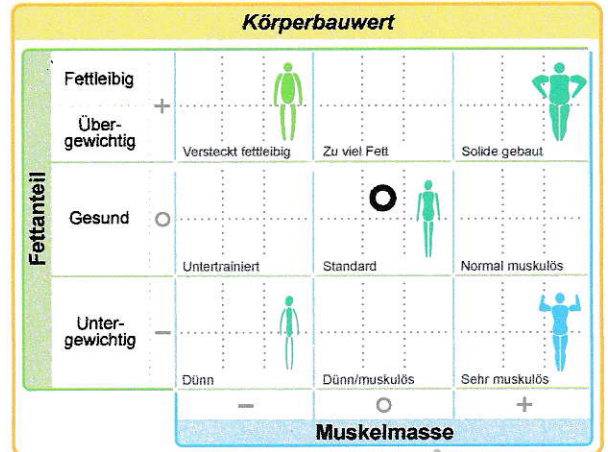 Körperbauwert
Fettanteil
Fettleibig
+
Über-
gewichtig
Versteckt fettleibig
Zu viel Fett
Solide gebaut
Gesund
Untertrainiert
Standard
Normal muskulös
Unter-
gewichtig
–
Dünn
Dünn/muskulös
Sehr muskulös
– +
Muskelmasse